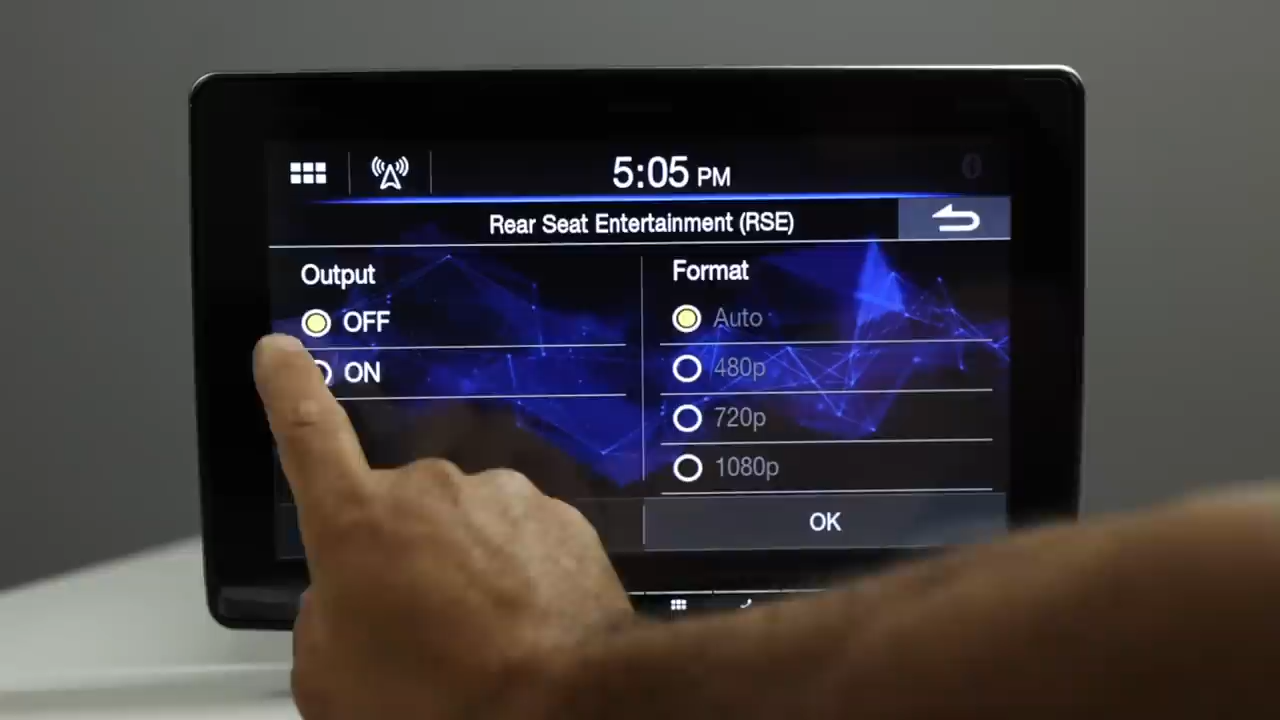 5:05 PM
Rear Seat Entertainment (RSE)
Output
OFF
ON
Format
Auto
480p
720p
1080p
OK